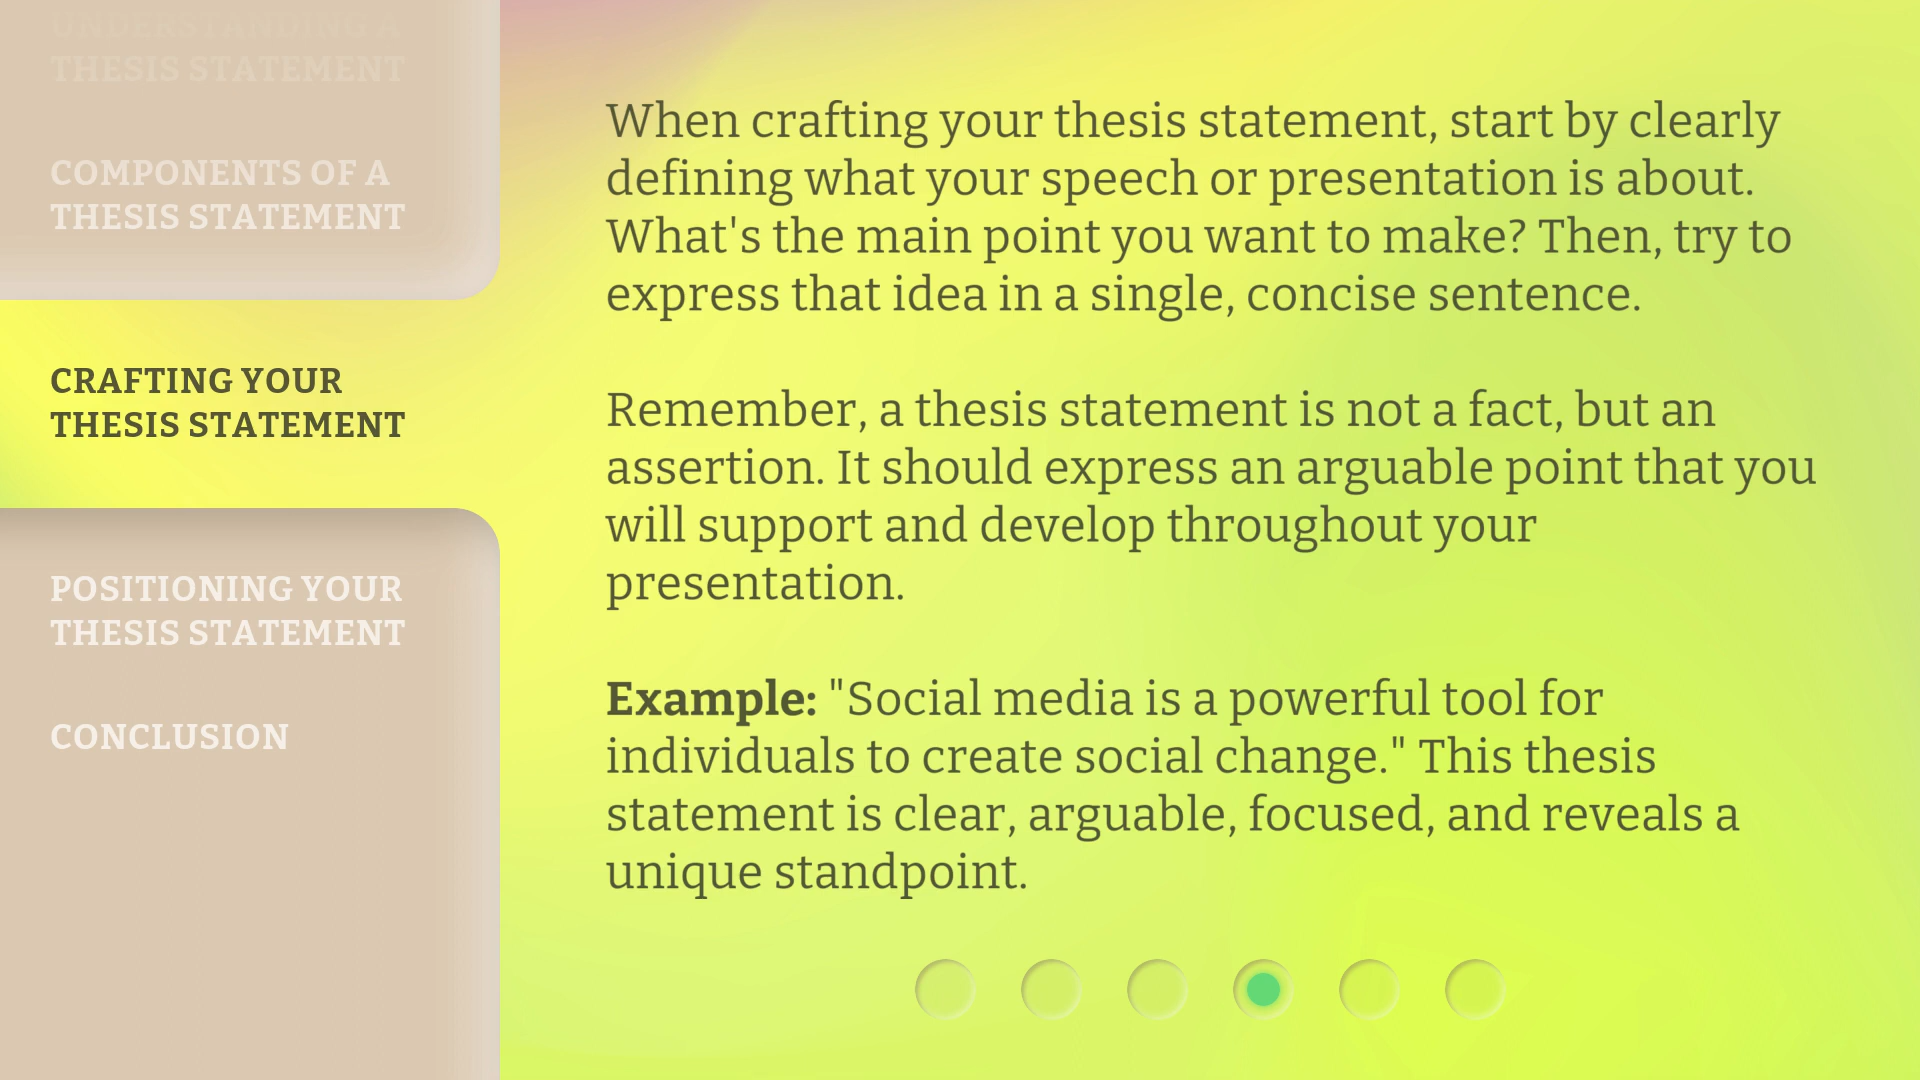 UNDERSTANDING A
THESIS STATEMENT
COMPONENTS OF A
THESIS STATEMENT
CRAFTING YOUR
THESIS STATEMENT
POSITIONING YOUR
THESIS STATEMENT
CONCLUSION
When crafting your thesis statement, start by clearly
defining what your speech or presentation is about.
What's the main point you want to make? Then, try to
express that idea in a single, concise sentence.
Remember, a thesis statement is not a fact, but an
assertion. It should express an arguable point that you
will support and develop throughout your
presentation.
Example: "Social media is a powerful tool for
individuals to create social change." This thesis
statement is clear, arguable, focused, and reveals a
unique standpoint.